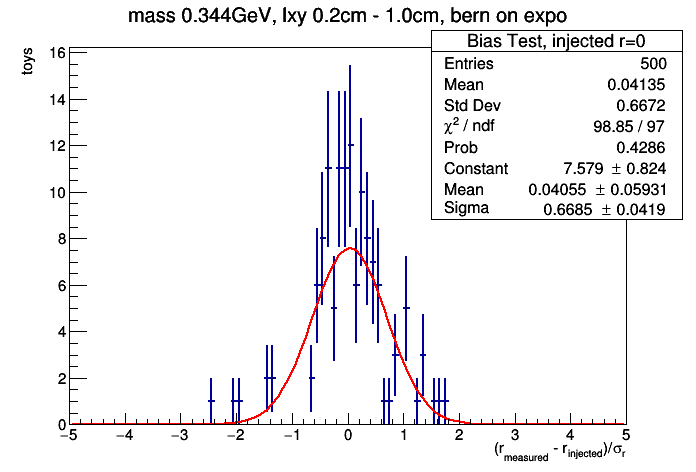 mass 0.344GeV, lxy 0.2cm - 1.0cm, bern on expo
Bias Test, injected r=0
Entries 500
Mean 0.04135
Std Dev 0.6672
χ² / ndf 98.85 / 97
Prob 0.4286
Constant 7.579 ± 0.824
Mean 0.04055 ± 0.05931
Sigma 0.6685 ± 0.0419
toys
16
14
12
10
8
6
4
2
0
−5 −4 −3 −2 −1 0 1 2 3 4 5
(r_measured - r_injected)/σ_r